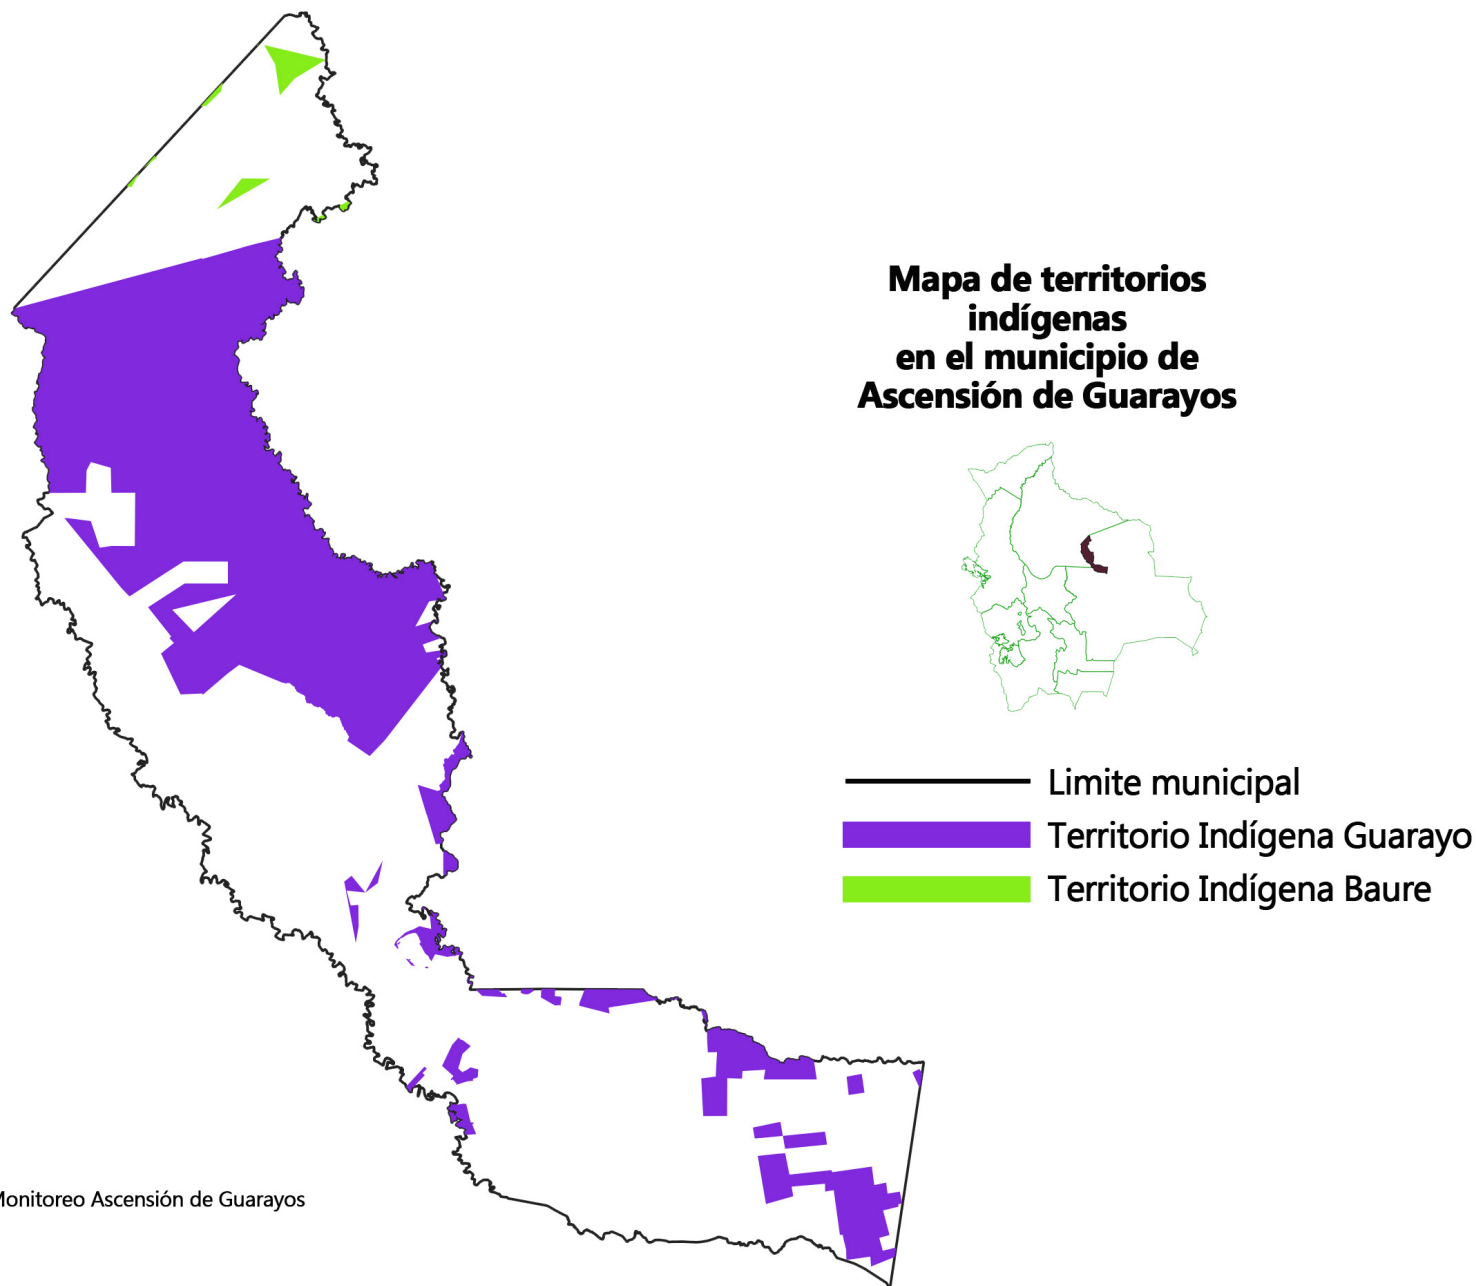 Mapa de territorios
indígenas
en el municipio de
Ascensión de Guarayos
Limite municipal
Territorio Indígena Guarayo
Territorio Indígena Baure
Monitoreo Ascensión de Guarayos